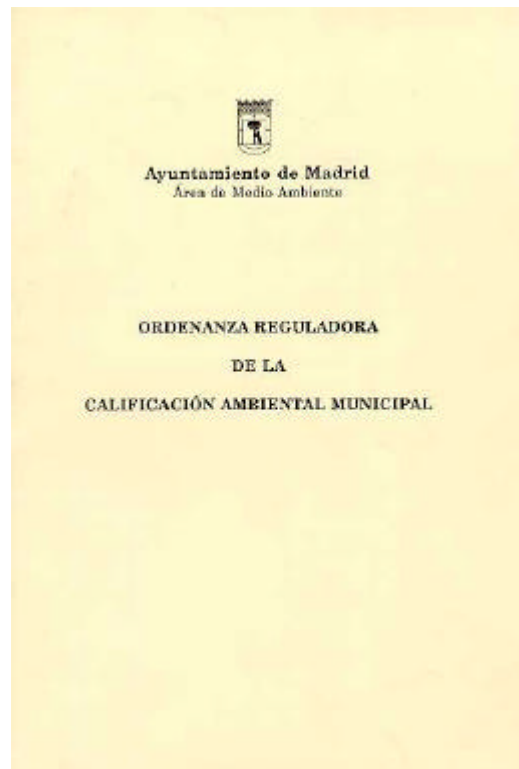 Ayuntamiento de Madrid
Área de Medio Ambiente
ORDENANZA REGULADORA
DE LA
CALIFICACIÓN AMBIENTAL MUNICIPAL